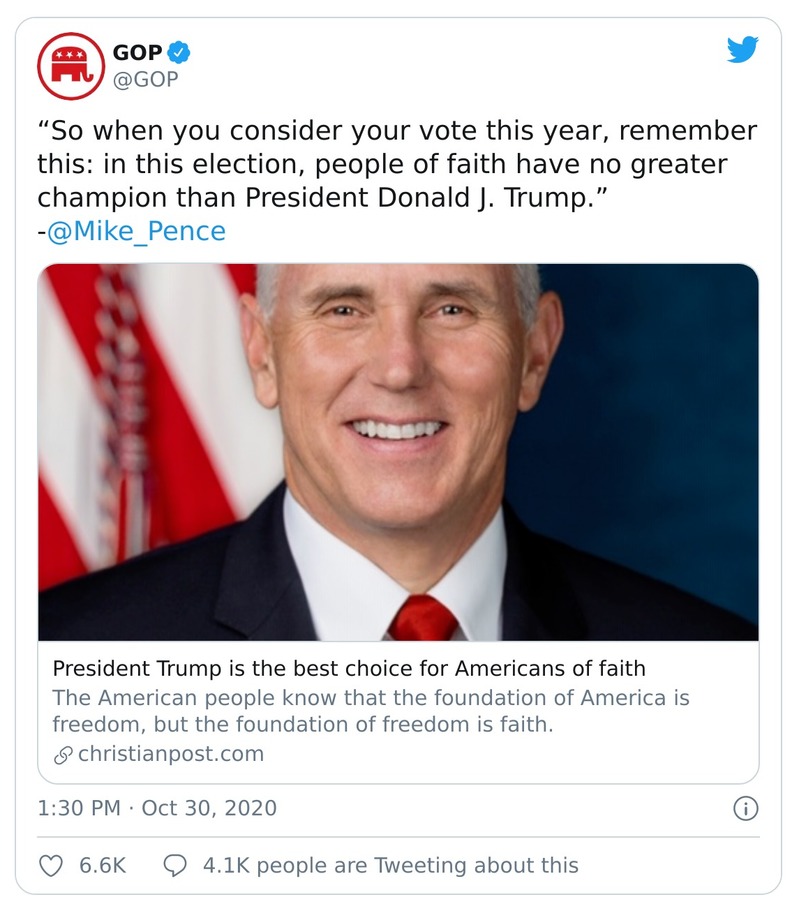 GOP
@GOP
“So when you consider your vote this year, remember
this: in this election, people of faith have no greater
champion than President Donald J. Trump.”
-@Mike_Pence
President Trump is the best choice for Americans of faith
The American people know that the foundation of America is
freedom, but the foundation of freedom is faith.
christianpost.com
1:30 PM · Oct 30, 2020
6.6K 4.1K people are Tweeting about this